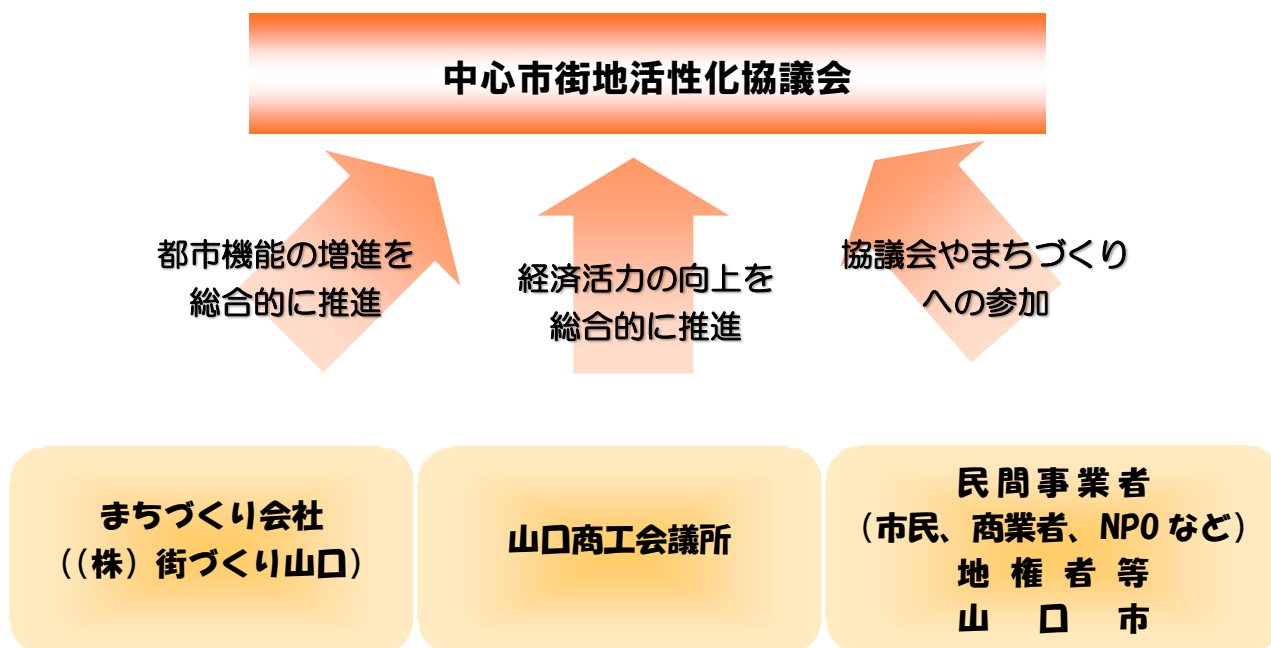 中心市街地活性化協議会
都市機能の増進を
総合的に推進
経済活力の向上を
総合的に推進
協議会やまちづくり
への参加
まちづくり会社
（（株）街づくり山口）
山口商工会議所
民間事業者
（市民、商業者、NPO など）
地権者等
山口市